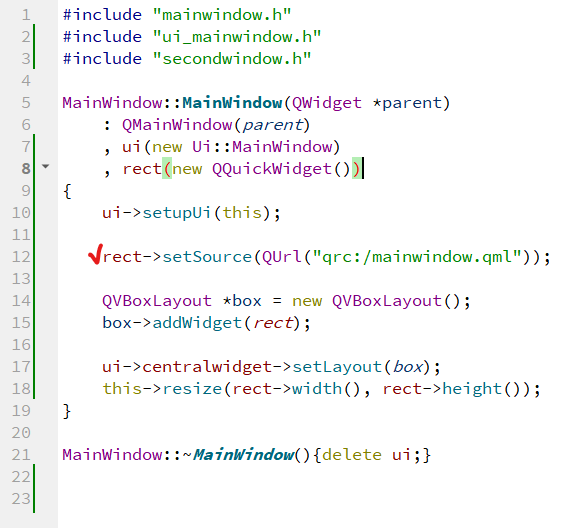 1 #include "mainwindow.h"
2 #include "ui_mainwindow.h"
3 #include "secondwindow.h"
4
5 MainWindow::MainWindow(QWidget *parent)
6     : QMainWindow(parent)
7     , ui(new Ui::MainWindow)
8     , rect(new QQuickWidget())
9 {
10     ui->setupUi(this);
11
12     rect->setSource(QUrl("qrc:/mainwindow.qml"));
13
14     QVBoxLayout *box = new QVBoxLayout();
15     box->addWidget(rect);
16
17     ui->centralwidget->setLayout(box);
18     this->resize(rect->width(), rect->height());
19 }
20
21 MainWindow::~MainWindow(){delete ui;}
22
23